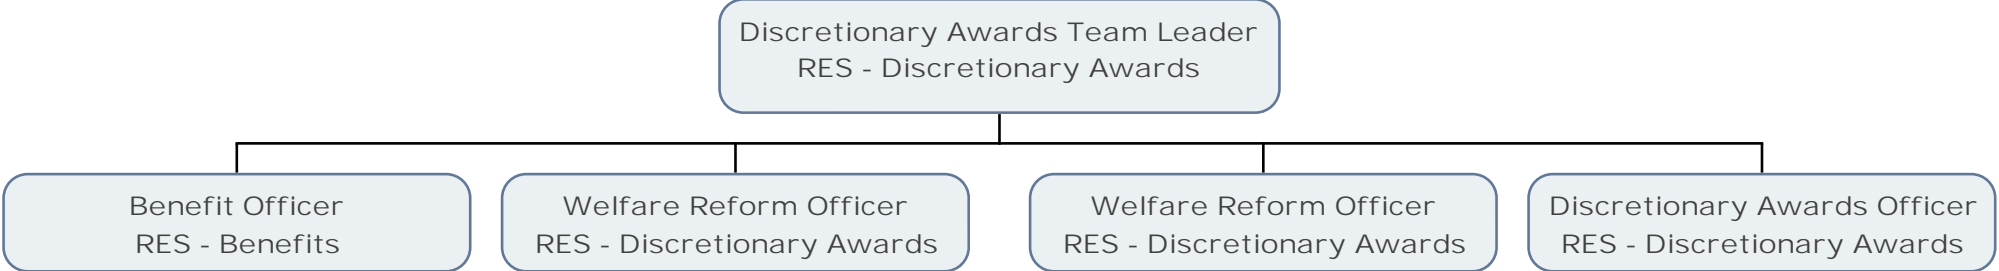 Discretionary Awards Team Leader
RES - Discretionary Awards
Benefit Officer
RES - Benefits
Welfare Reform Officer
RES - Discretionary Awards
Welfare Reform Officer
RES - Discretionary Awards
Discretionary Awards Officer
RES - Discretionary Awards